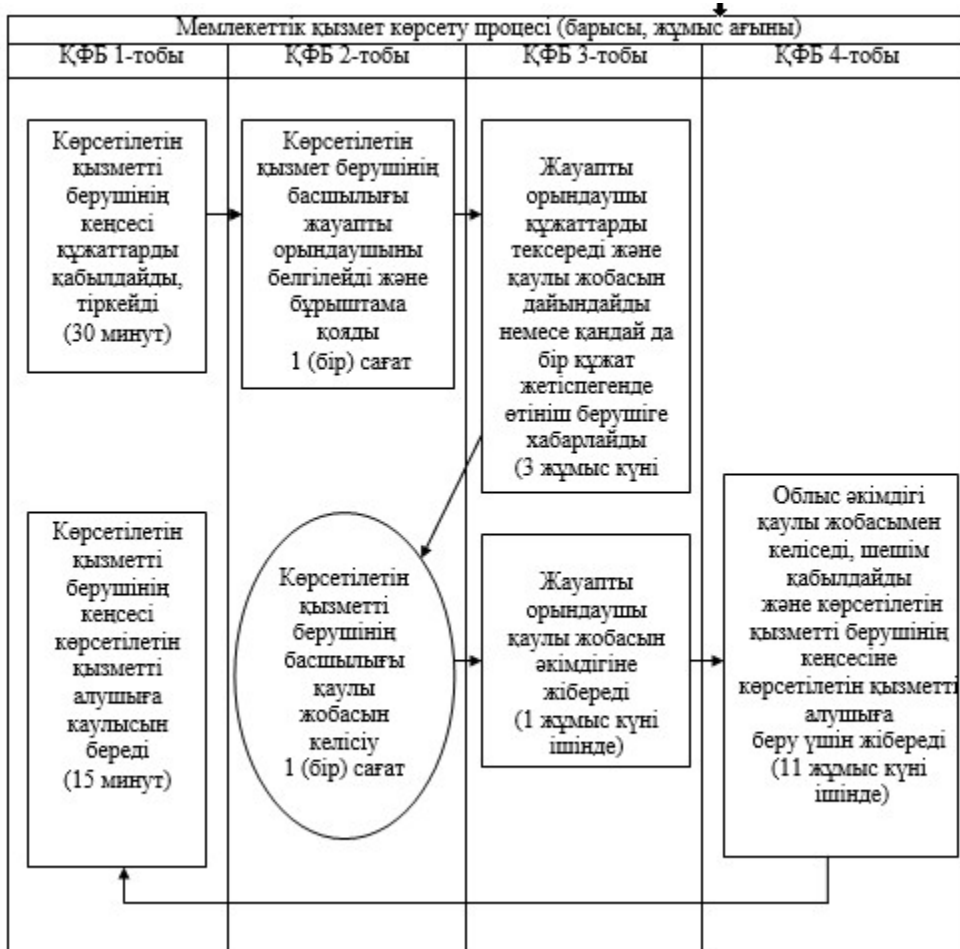 Мемлекеттік қызмет көрсету процесі (барысы, жұмыс ағыны)
ҚФБ 1-тобы
ҚФБ 2-тобы
ҚФБ 3-тобы
ҚФБ 4-тобы
Көрсетілетін
қызметті
берушінің
кеңсесі
құжаттарды
қабылдайды,
тіркейді
(30 минут)
Көрсетілетін
қызмет берушінің
басшылығы
жауапты
орындаушыны
белгілейді және
бұрыштама
қояды
1 (бір) сағат
Жауапты
орындаушы
құжаттарды
тексереді және
қаулы жобасын
дайындайды
немесе қандай да
бір құжат
жетіспегенде
өтініш берушіге
хабарлайды
(3 жұмыс күні
Көрсетілетін
қызметті
берушінің
басшылығы
қаулы
жобасын
келісіу
1 (бір) сағат
Жауапты
орындаушы
қаулы жобасын
әкімдігіне
жібереді
(1 жұмыс күні
ішінде)
Облыс әкімдігі
қаулы жобасымен
келіседі, шешім
қабылдайды
және көрсетілетін
қызметті берушінің
кеңсесіне
көрсетілетін қызметті
алушыға
беру үшін жібереді
(11 жұмыс күні
ішінде)
Көрсетілетін
қызметті
берушінің
кеңсесі
көрсетілетін
қызметті
алушыға
каулысын
береді
(15 минут)